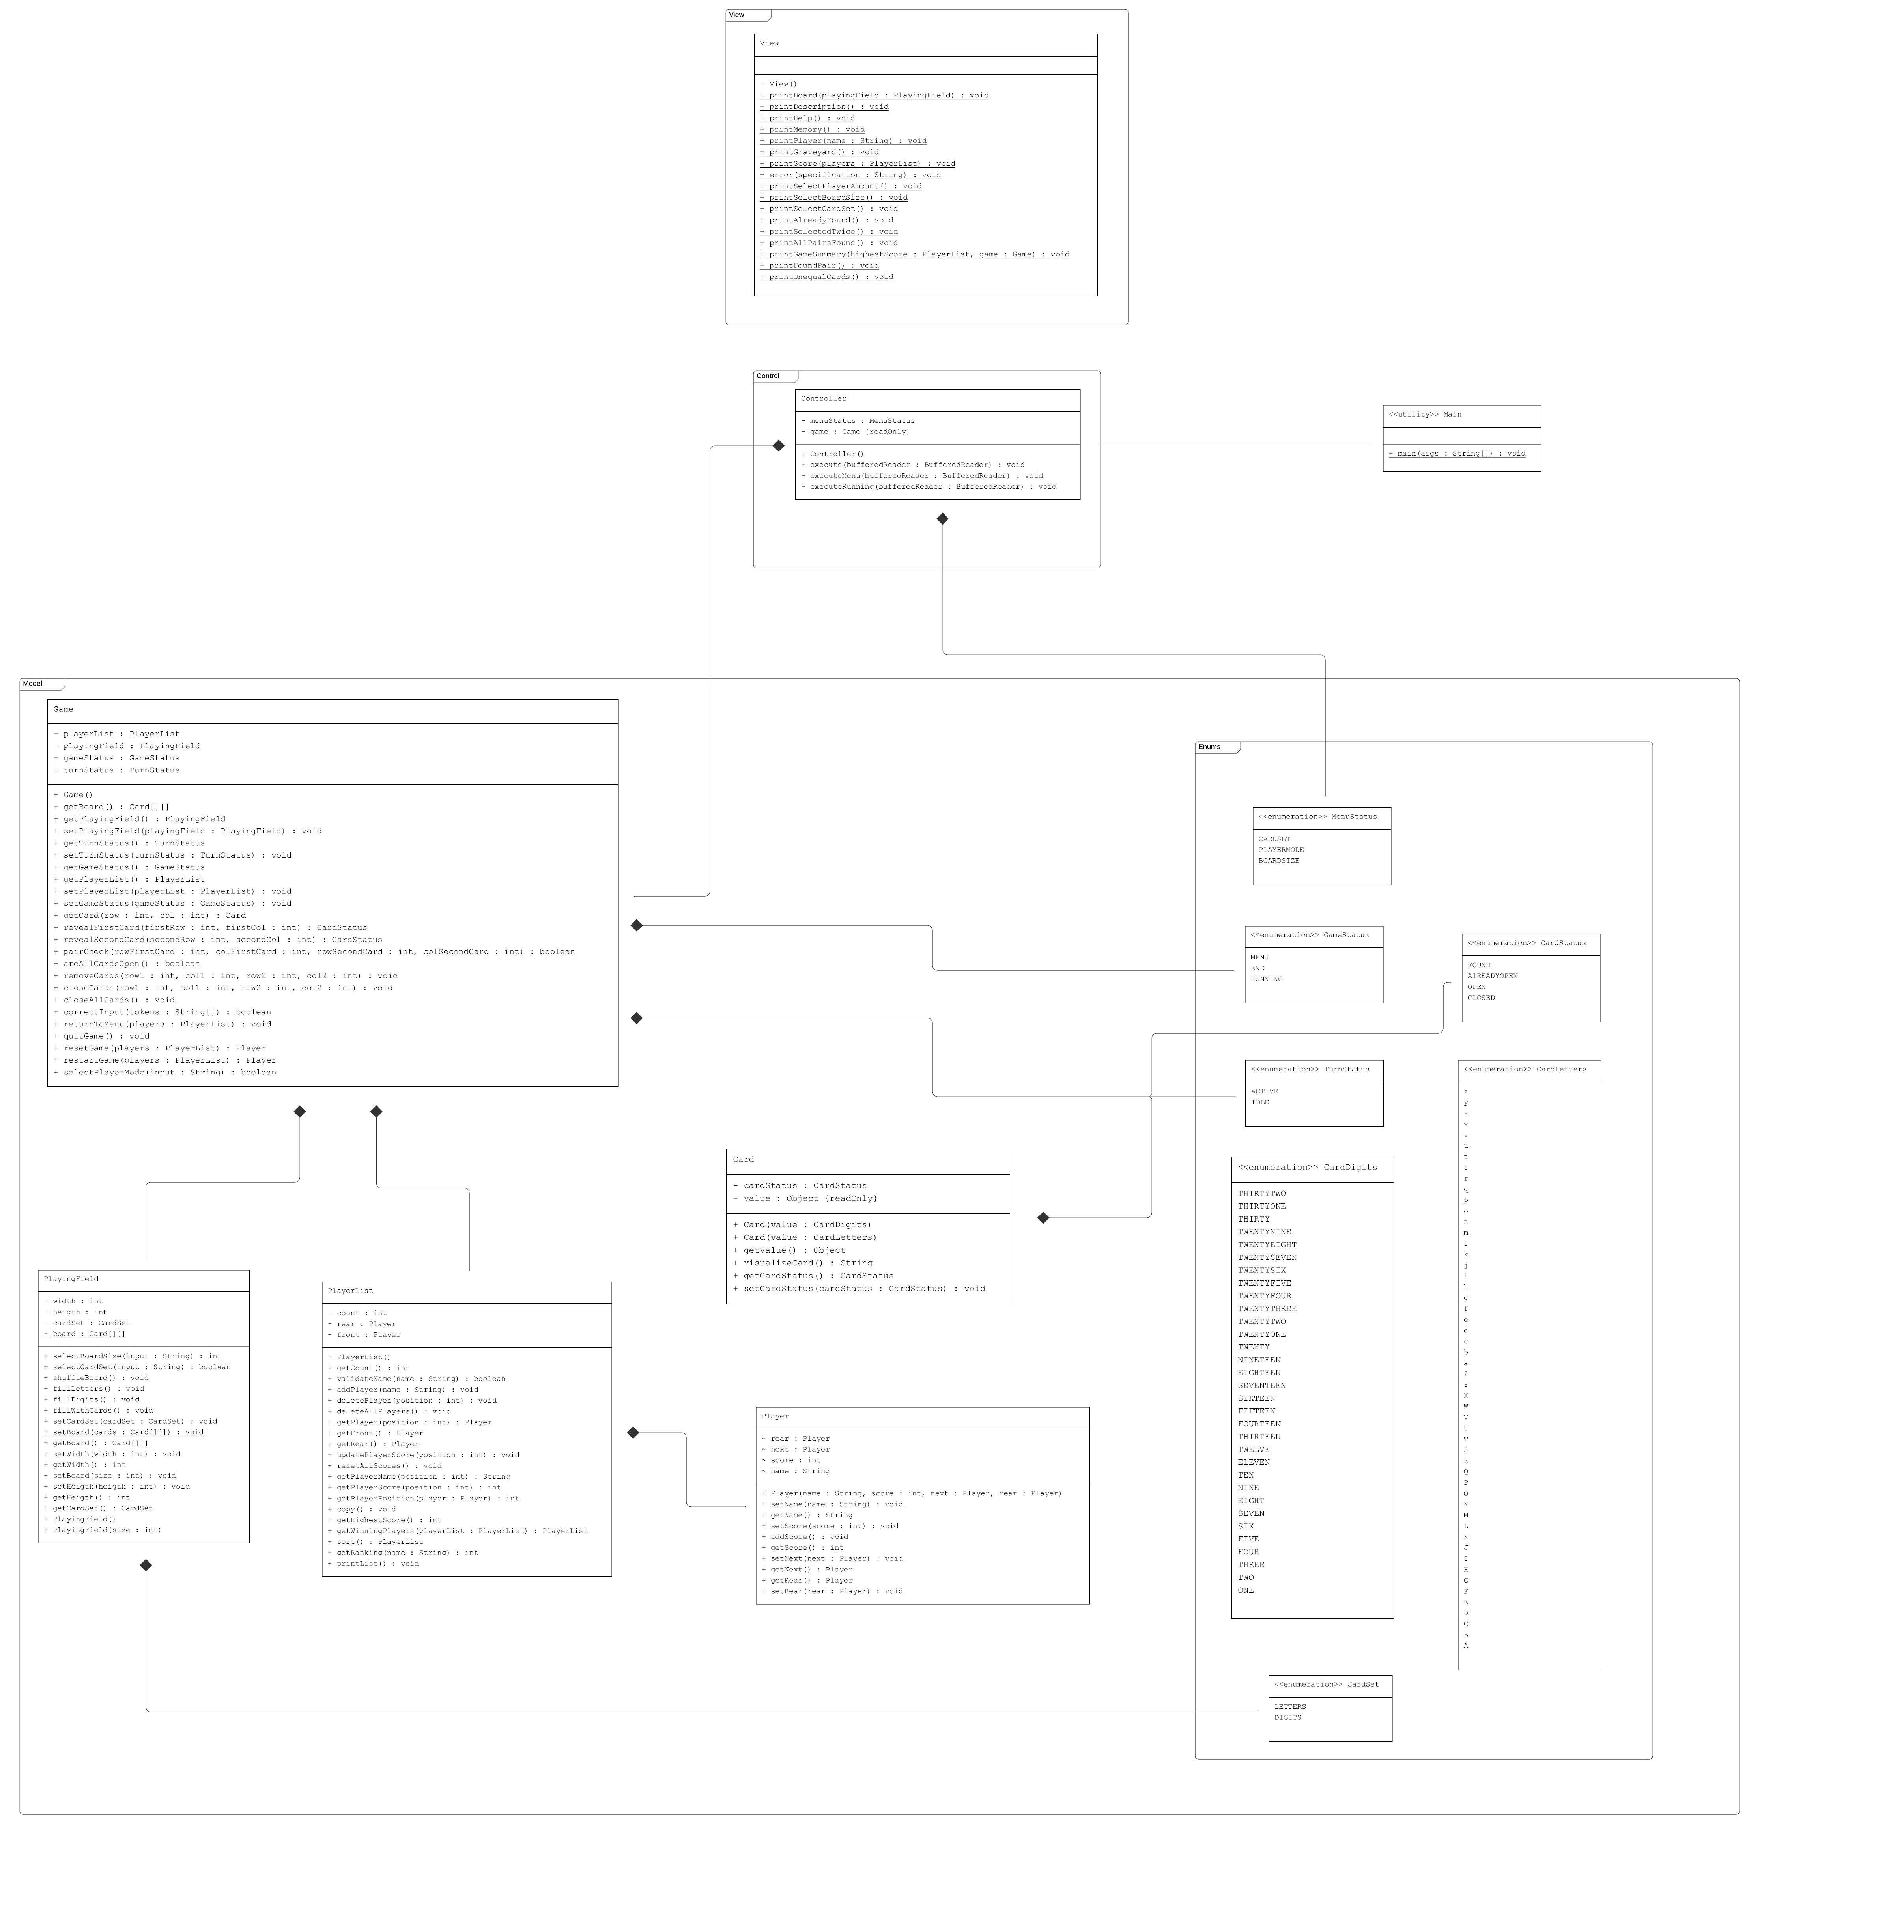 View
View
- View()
+ printBoard(playingField : PlayingField) : void
+ printDescription() : void
+ printHelp() : void
+ printMemory() : void
+ printPlayer(name : String) : void
+ printGraveyard() : void
+ printScore(players : PlayerList) : void
+ error(specification : String) : void
+ printSelectPlayerAmount() : void
+ printSelectBoardSize() : void
+ printSelectCardSet() : void
+ printAlreadyFound() : void
+ printSelectedTwice() : void
+ printAllPairsFound() : void
+ printGameSummary(highestScore : PlayerList, game : Game) : void
+ printFoundPair() : void
+ printUnequalCards() : void
Control
Controller
- menuStatus : MenuStatus
- game : Game {readOnly}
+ Controller()
+ execute(bufferedReader : BufferedReader) : void
+ executeMenu(bufferedReader : BufferedReader) : void
+ executeRunning(bufferedReader : BufferedReader) : void
<<utility>> Main
+ main(args : String[]) : void
Model
Game
- playerList : PlayerList
- playingField : PlayingField
- gameStatus : GameStatus
- turnStatus : TurnStatus
+ Game()
+ getBoard() : Card[][]
+ getPlayingField() : PlayingField
+ setPlayingField(playingField : PlayingField) : void
+ getTurnStatus() : TurnStatus
+ setTurnStatus(turnStatus : TurnStatus) : void
+ getGameStatus() : GameStatus
+ getPlayerList() : PlayerList
+ setPlayerList(playerList : PlayerList) : void
+ setGameStatus(gameStatus : GameStatus) : void
+ getCard(row : int, col : int) : Card
+ revealFirstCard(firstRow : int, firstCol : int) : CardStatus
+ revealSecondCard(secondRow : int, secondCol : int) : CardStatus
+ pairCheck(rowFirstCard : int, colFirstCard : int, rowSecondCard : int, colSecondCard : int) : boolean
+ areAllCardsOpen() : boolean
+ removeCards(row1 : int, col1 : int, row2 : int, col2 : int) : void
+ closeCards(row1 : int, col1 : int, row2 : int, col2 : int) : void
+ closeAllCards() : void
+ correctInput(tokens : String[]) : boolean
+ returnToMenu(players : PlayerList) : void
+ quitGame() : void
+ resetGame(players : PlayerList) : Player
+ restartGame(players : PlayerList) : Player
+ selectPlayerMode(input : String) : boolean
PlayingField
- width : int
- heigth : int
- cardSet : CardSet
- board : Card[][]
+ selectBoardSize(input : String) : int
+ selectCardSet(input : String) : boolean
+ shuffleBoard() : void
+ fillLetters() : void
+ fillDigits() : void
+ fillWithCards() : void
+ setCardSet(cardSet : CardSet) : void
+ setBoard(cards : Card[][]) : void
+ getBoard() : Card[][]
+ setWidth(width : int) : void
+ getWidth() : int
+ setBoard(size : int) : void
+ setHeigth(heigth : int) : void
+ getHeigth() : int
+ getCardSet() : CardSet
+ PlayingField()
+ PlayingField(size : int)
PlayerList
- count : int
- rear : Player
- front : Player
+ PlayerList()
+ getCount() : int
+ validateName(name : String) : boolean
+ addPlayer(name : String) : void
+ deletePlayer(position : int) : void
+ deleteAllPlayers() : void
+ getPlayer(position : int) : Player
+ getFront() : Player
+ getRear() : Player
+ updatePlayerScore(position : int) : void
+ resetAllScores() : void
+ getPlayerName(position : int) : String
+ getPlayerScore(position : int) : int
+ getPlayerPosition(player : Player) : int
+ copy() : void
+ getHighestScore() : int
+ getWinningPlayers(playerList : PlayerList) : PlayerList
+ sort() : PlayerList
+ getRanking(name : String) : int
+ printList() : void
Card
- cardStatus : CardStatus
- value : Object {readOnly}
+ Card(value : CardDigits)
+ Card(value : CardLetters)
+ getValue() : Object
+ visualizeCard() : String
+ getCardStatus() : CardStatus
+ setCardStatus(cardStatus : CardStatus) : void
Player
- rear : Player
- next : Player
- score : int
- name : String
+ Player(name : String, score : int, next : Player, rear : Player)
+ setName(name : String) : void
+ getName() : String
+ setScore(score : int) : void
+ addScore() : void
+ getScore() : int
+ setNext(next : Player) : void
+ getNext() : Player
+ getRear() : Player
+ setRear(rear : Player) : void
Enums
<<enumeration>> MenuStatus
CARDSET
PLAYERMODE
BOARDSIZE
<<enumeration>> GameStatus
MENU
END
RUNNING
<<enumeration>> CardStatus
FOUND
AlREADYOPEN
OPEN
CLOSED
<<enumeration>> TurnStatus
ACTIVE
IDLE
<<enumeration>> CardDigits
THIRTYTWO
THIRTYONE
THIRTY
TWENTYNINE
TWENTYEIGHT
TWENTYSEVEN
TWENTYSIX
TWENTYFIVE
TWENTYFOUR
TWENTYTHREE
TWENTYTWO
TWENTYONE
TWENTY
NINETEEN
EIGHTEEN
SEVENTEEN
SIXTEEN
FIFTEEN
FOURTEEN
THIRTEEN
TWELVE
ELEVEN
TEN
NINE
EIGHT
SEVEN
SIX
FIVE
FOUR
THREE
TWO
ONE
<<enumeration>> CardLetters
z
y
x
w
v
u
t
s
r
q
p
o
n
m
l
k
j
i
h
g
f
e
d
c
b
a
Z
Y
X
W
V
U
T
S
R
Q
P
O
N
M
L
K
J
I
H
G
F
E
D
C
B
A
<<enumeration>> CardSet
LETTERS
DIGITS